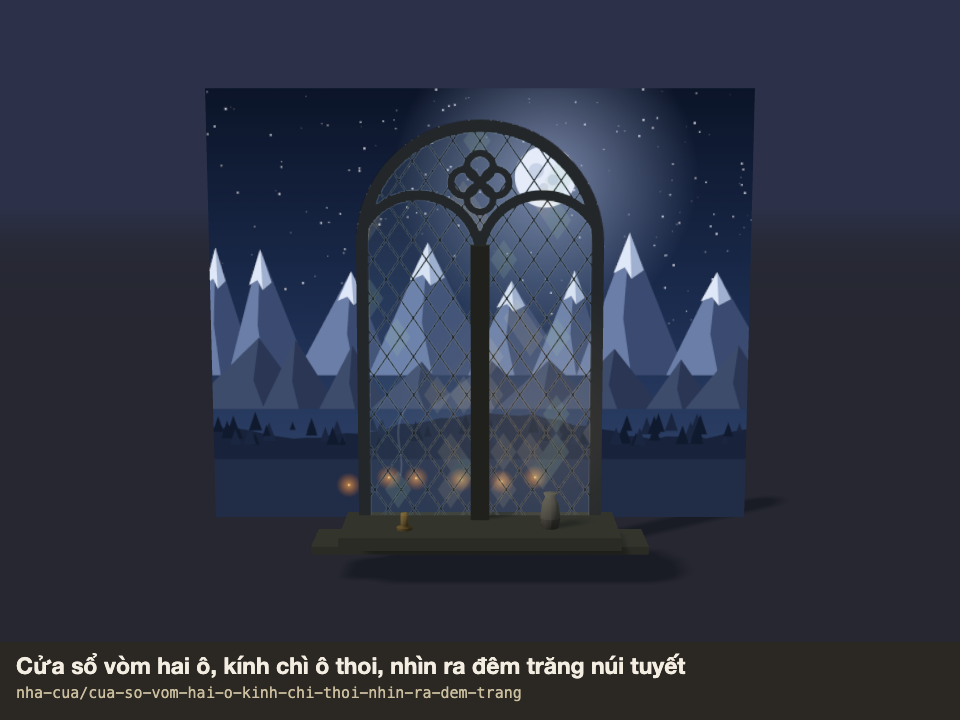 Cửa sổ vòm hai ô, kính chì ô thoi, nhìn ra đêm trăng núi tuyết
nha-cua/cua-so-vom-hai-o-kinh-chi-thoi-nhin-ra-dem-trang